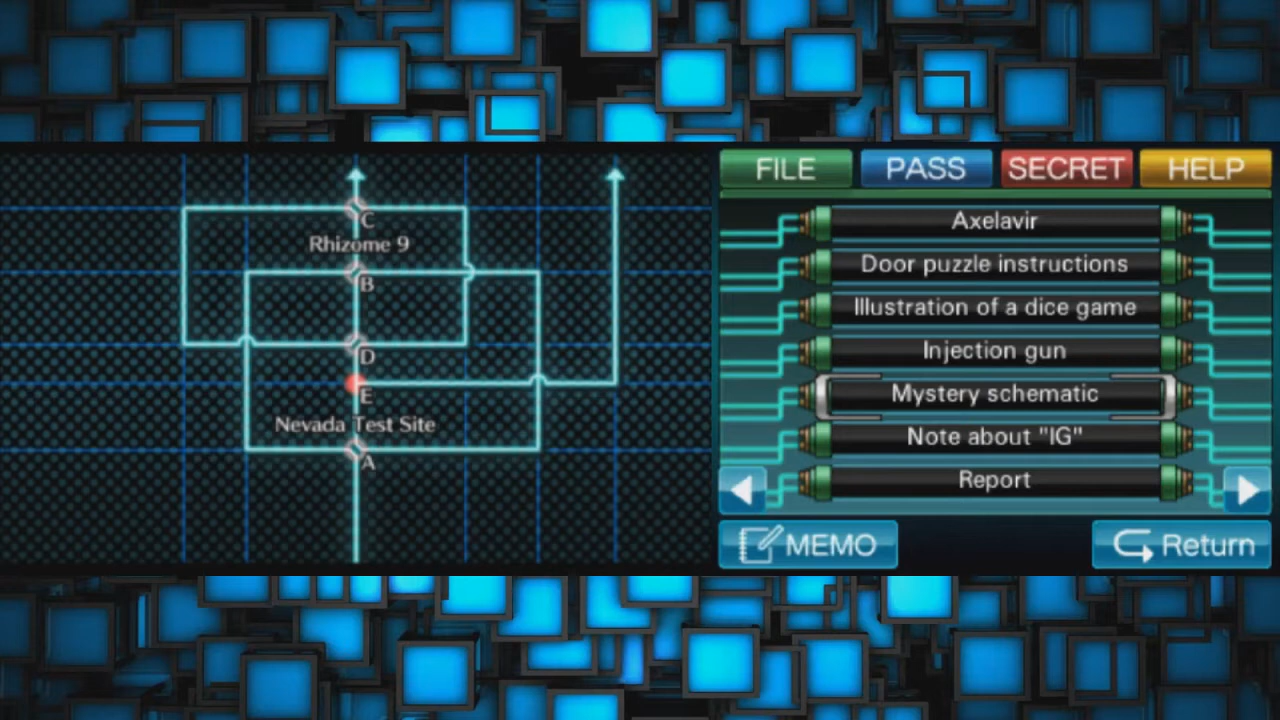 C
Rhizome 9
B
D
E
Nevada Test Site
A
FILE
PASS
SECRET
HELP
Axelavir
Door puzzle instructions
Illustration of a dice game
Injection gun
Mystery schematic
Note about "IG"
Report
MEMO
Return